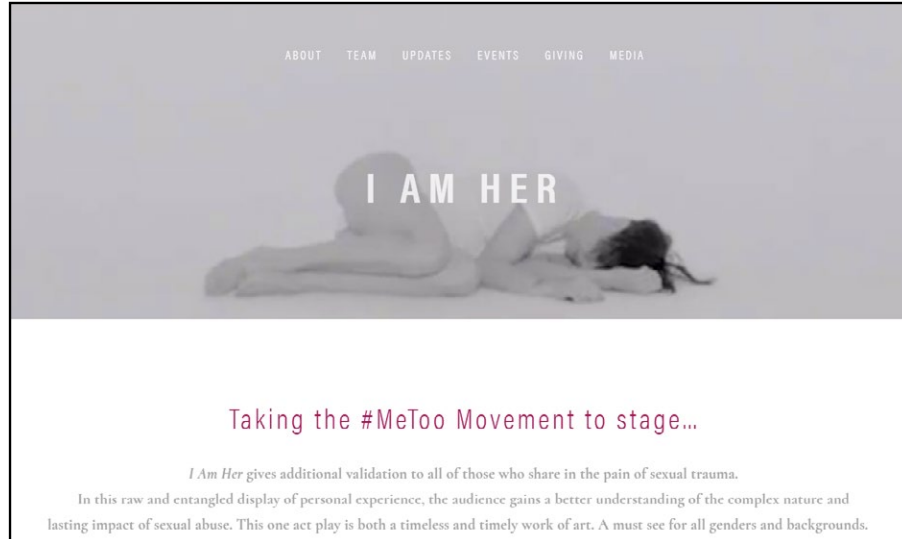 ABOUT TEAM UPDATES EVENTS GIVING MEDIA
I AM HER
Taking the #MeToo Movement to stage...
I Am Her gives additional validation to all of those who share in the pain of sexual trauma.
In this raw and entangled display of personal experience, the audience gains a better understanding of the complex nature and
lasting impact of sexual abuse. This one act play is both a timeless and timely work of art. A must see for all genders and backgrounds.